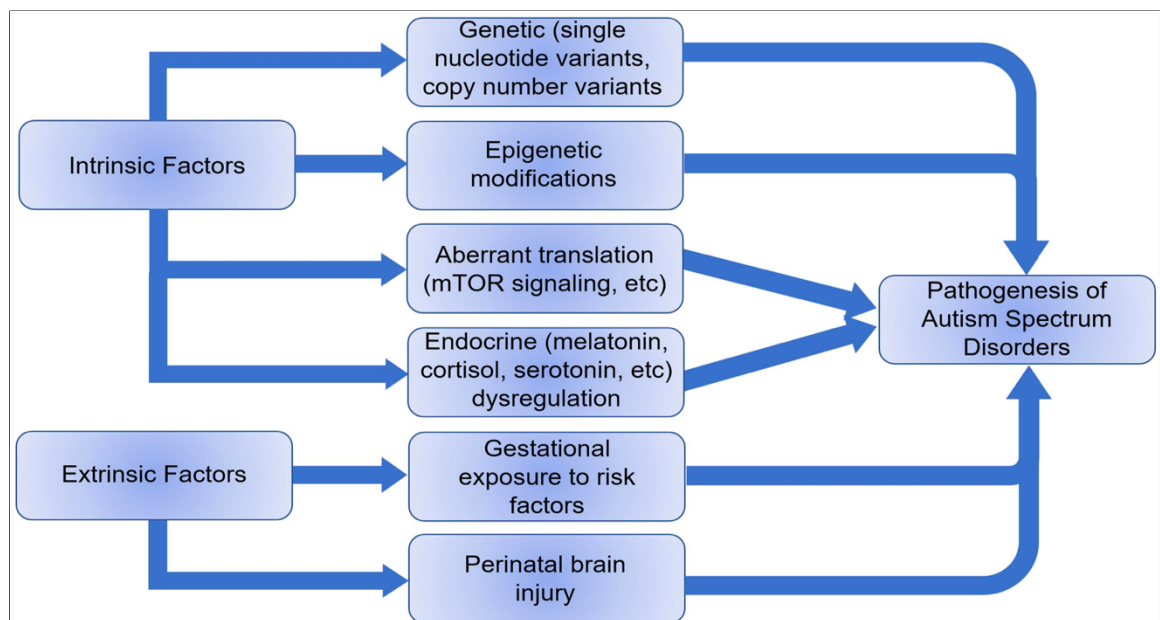 Genetic (single
nucleotide variants,
copy number variants
Intrinsic Factors
Epigenetic
modifications
Aberrant translation
(mTOR signaling, etc)
Endocrine (melatonin,
cortisol, serotonin, etc)
dysregulation
Pathogenesis of
Autism Spectrum
Disorders
Extrinsic Factors
Gestational
exposure to risk
factors
Perinatal brain
injury